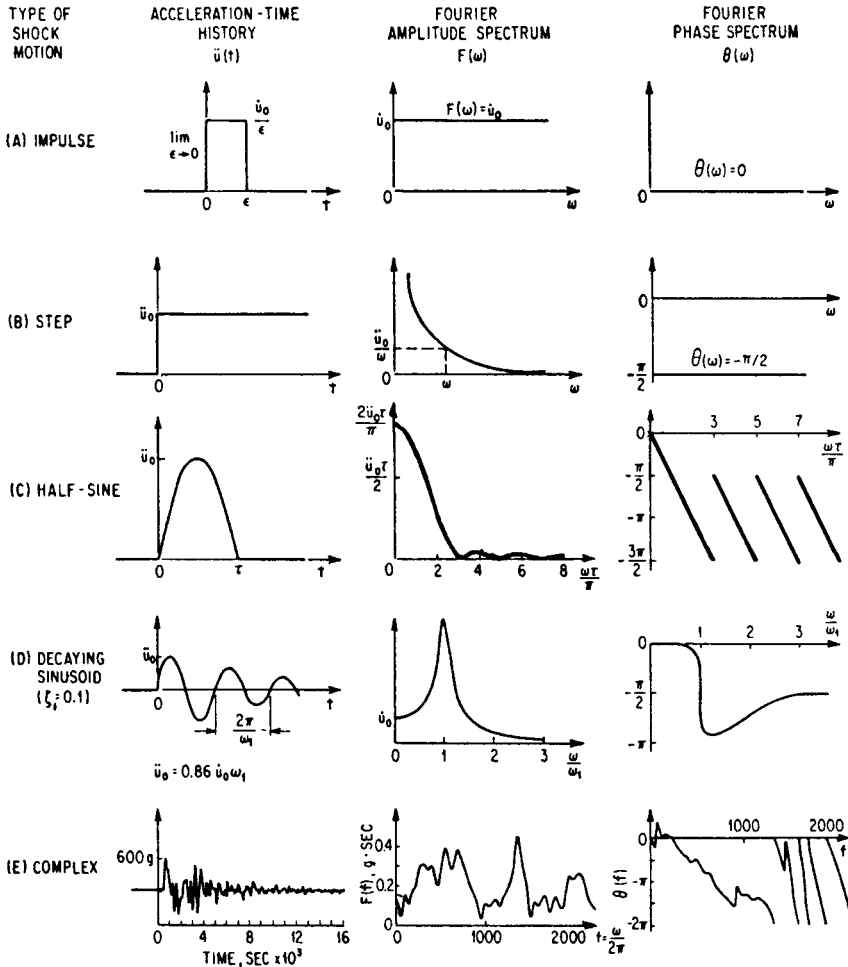 TYPE OF SHOCK MOTION
ACCELERATION-TIME HISTORY ü(t)
FOURIER AMPLITUDE SPECTRUM F(ω)
FOURIER PHASE SPECTRUM θ(ω)
(A) IMPULSE
lim ε→0
u̇₀/ε
0 ε t
u̇₀
F(ω)=u̇₀
0 ω
θ(ω)=0
0 ω
(B) STEP
ü₀
0 t
ü₀/ω
0 ω ω
0 ω
-π/2
θ(ω)=-π/2
(C) HALF-SINE
ü₀
0 τ t
2ü₀τ/π
ü₀τ/2
0 2 4 6 8 ωτ/π
3 5 7
0 ωτ/π
-π/2
-π
-3π/2
(D) DECAYING SINUSOID (ζ₁=0.1)
ü₀
0 t
2π/ω₁
ü₀=0.86 u̇₀ω₁
u̇₀
0 1 2 3 ω/ω₁
0 1 2 3 ω/ω₁
-π/2
-π
(E) COMPLEX
600 g
0 4 8 12 16
TIME, SEC x10³
F(f), g·SEC
0.4
0.2
0
0 1000 2000 f=ω/2π
θ(f)
0 1000 2000 f
-π
-2π